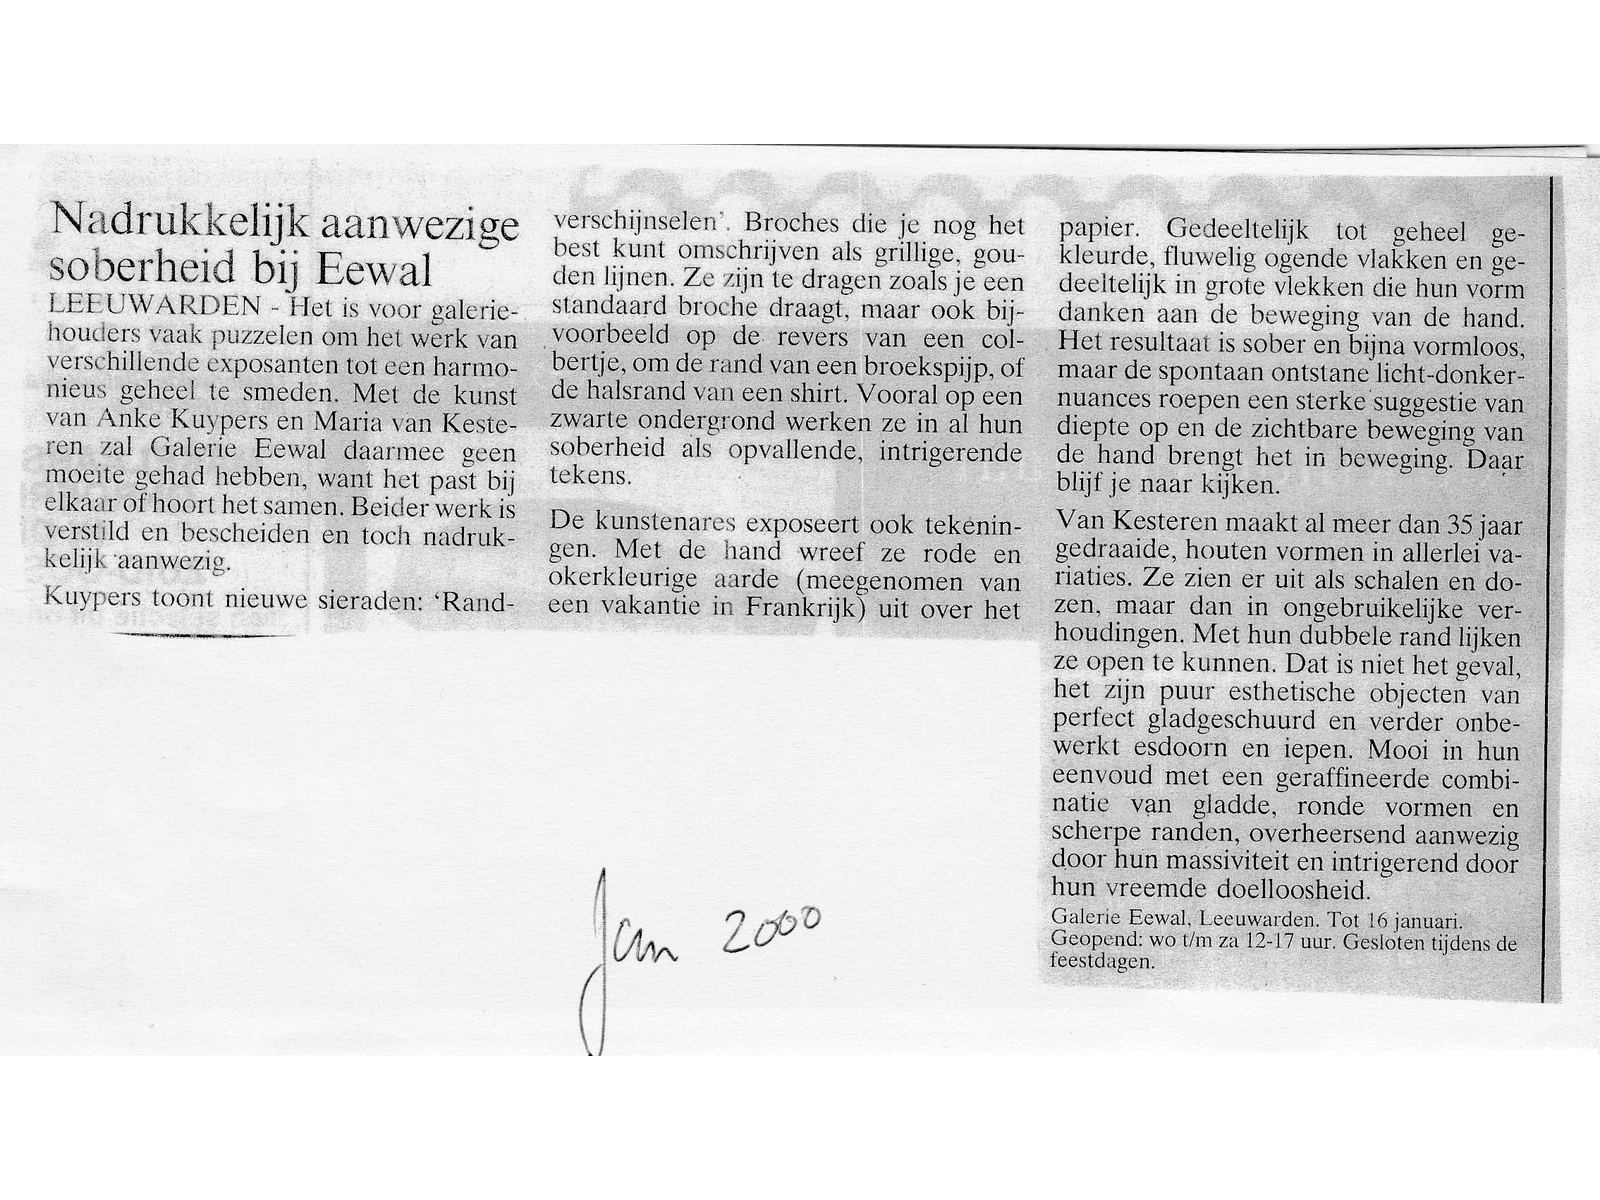 Nadrukkelijk aanwezige
soberheid bij Eewal
LEEUWARDEN - Het is voor galerie-
houders vaak puzzelen om het werk van
verschillende exposanten tot een harmo-
nieus geheel te smeden. Met de kunst
van Anke Kuypers en Maria van Keste-
ren zal Galerie Eewal daarmee geen
moeite gehad hebben, want het past bij
elkaar of hoort het samen. Beider werk is
verstild en bescheiden en toch nadruk-
kelijk aanwezig.
Kuypers toont nieuwe sieraden: ‘Rand-
verschijnselen’. Broches die je nog het
best kunt omschrijven als grillige, gou-
den lijnen. Ze zijn te dragen zoals je een
standaard broche draagt, maar ook bij-
voorbeeld op de revers van een col-
bertje, om de rand van een broekspijp, of
de halsrand van een shirt. Vooral op een
zwarte ondergrond werken ze in al hun
soberheid als opvallende, intrigerende
tekens.
De kunstenares exposeert ook tekenin-
gen. Met de hand wreef ze rode en
okerkleurige aarde (meegenomen van
een vakantie in Frankrijk) uit over het
papier. Gedeeltelijk tot geheel ge-
kleurde, fluwelig ogende vlakken en ge-
deeltelijk in grote vlekken die hun vorm
danken aan de beweging van de hand.
Het resultaat is sober en bijna vormloos,
maar de spontaan ontstane licht-donker-
nuances roepen een sterke suggestie van
diepte op en de zichtbare beweging van
de hand brengt het in beweging. Daar
blijf je naar kijken.
Van Kesteren maakt al meer dan 35 jaar
gedraaide, houten vormen in allerlei va-
riaties. Ze zien er uit als schalen en do-
zen, maar dan in ongebruikelijke ver-
houdingen. Met hun dubbele rand lijken
ze open te kunnen. Dat is niet het geval,
het zijn puur esthetische objecten van
perfect gladgeschuurd en verder onbe-
werkt esdoorn en iepen. Mooi in hun
eenvoud met een geraffineerde combi-
natie van gladde, ronde vormen en
scherpe randen, overheersend aanwezig
door hun massiviteit en intrigerend door
hun vreemde doelloosheid.
Galerie Eewal, Leeuwarden. Tot 16 januari.
Geopend: wo t/m za 12-17 uur. Gesloten tijdens de
feestdagen.
Jan 2000